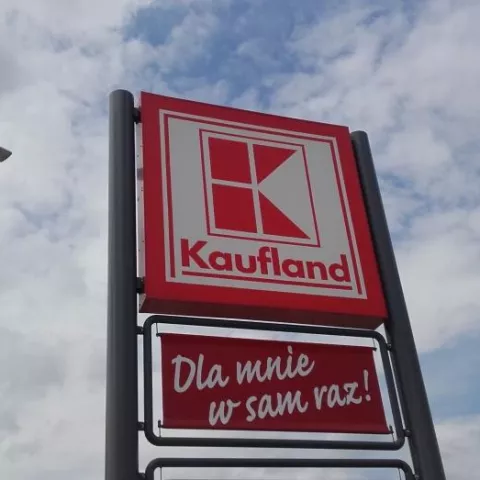 Kaufland
Dla mnie
w sam raz!